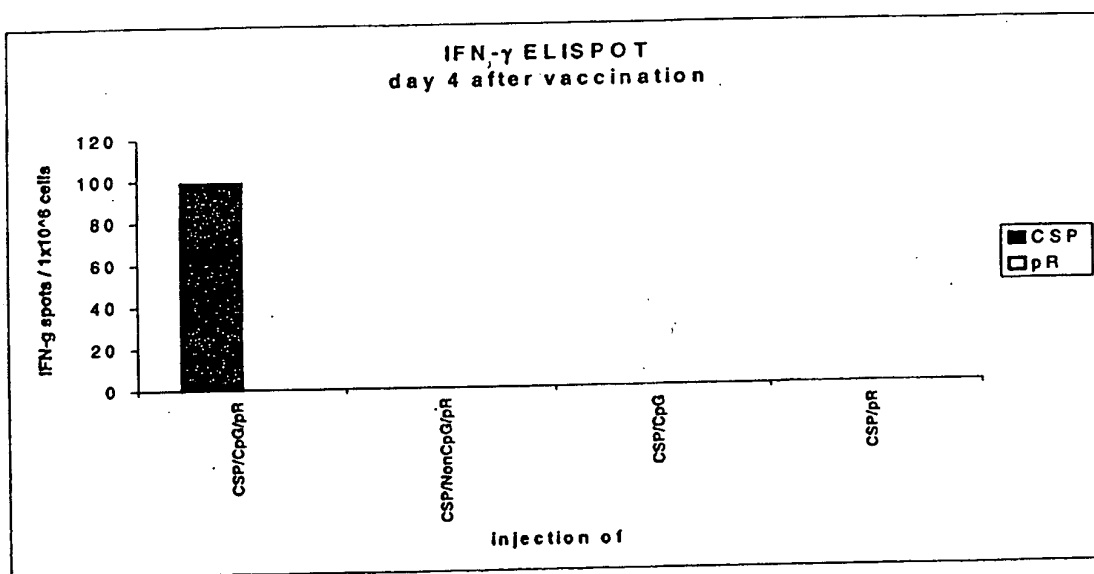 IFN,-γ ELISPOT
day 4 after vaccination
IFN-g spots / 1x10^6 cells
120
100
80
60
40
20
0
CSP/CpG/pR
CSP/NonCpG/pR
CSP/CpG
CSP/pR
injection of
CSP
pR